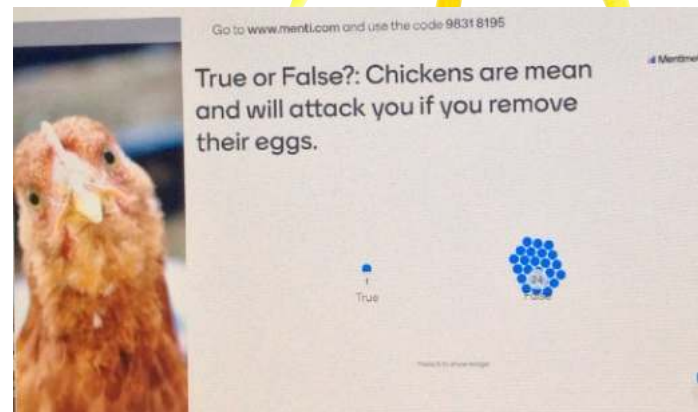 Go to www.menti.com and use the code 9831 8195
True or False?: Chickens are mean
and will attack you if you remove
their eggs.
1
24
True
False